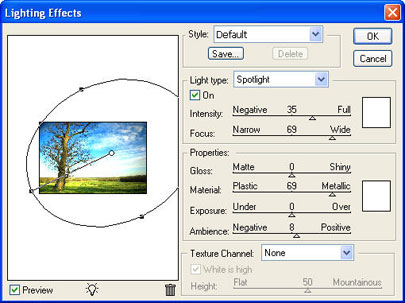 Lighting Effects
Style: Default
OK
Save...
Delete
Cancel
Light type: Spotlight
On
Intensity: Negative 35 Full
Focus: Narrow 69 Wide
Properties:
Gloss: Matte 0 Shiny
Material: Plastic 69 Metallic
Exposure: Under 0 Over
Ambience: Negative 8 Positive
Texture Channel: None
White is high
Height: Flat 50 Mountainous
Preview